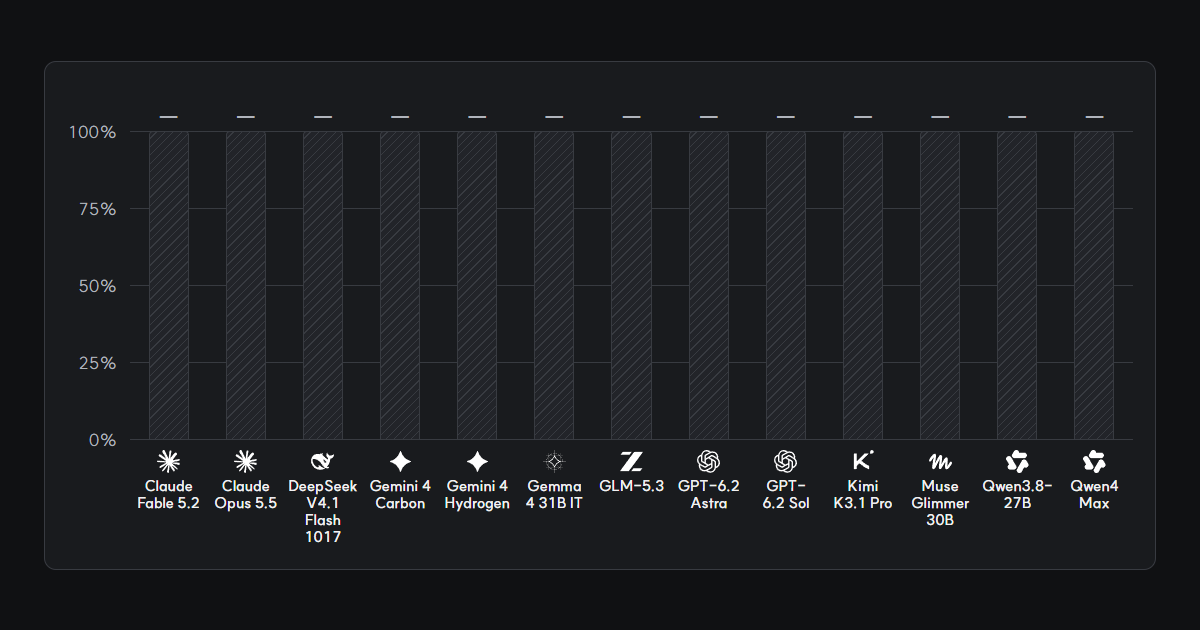 — — — — — — — — — — — — —
100%
75%
50%
25%
0%
Claude
Fable 5.2
Claude
Opus 5.5
DeepSeek
V4.1
Flash
1017
Gemini 4
Carbon
Gemini 4
Hydrogen
Gemma
4 31B IT
GLM-5.3
GPT-6.2
Astra
GPT-
6.2 Sol
Kimi
K3.1 Pro
Muse
Glimmer
30B
Qwen3.8-
27B
Qwen4
Max